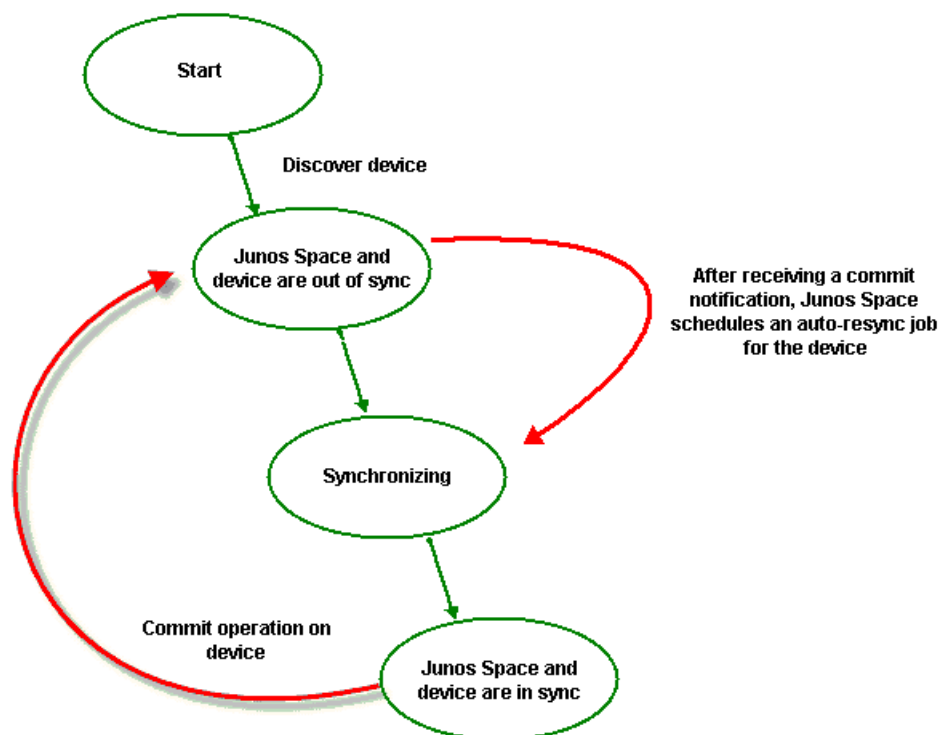 Start
Discover device
Junos Space and
device are out of sync
After receiving a commit
notification, Junos Space
schedules an auto-resync job
for the device
Synchronizing
Commit operation on
device
Junos Space and
device are in sync